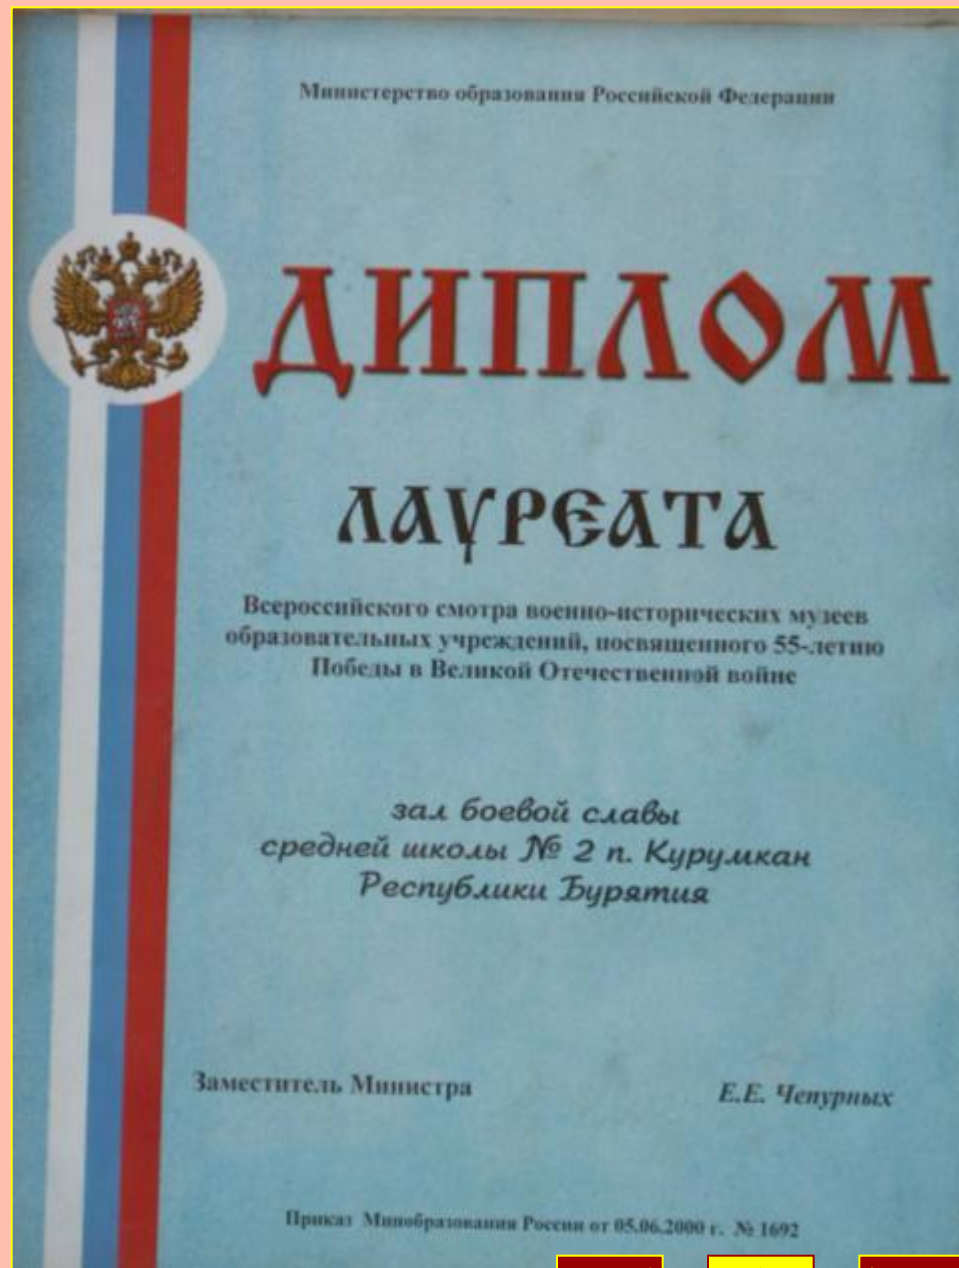 Министерство образования Российской Федерации
ДИПЛОМ
ЛАУРЕАТА
Всероссийского смотра военно-исторических музеев
образовательных учреждений, посвященного 55-летию
Победы в Великой Отечественной войне
зал боевой славы
средней школы № 2 п. Курумкан
Республики Бурятия
Заместитель Министра
Е.Е. Чепурных
Приказ Минобразования России от 05.06.2000 г. № 1692